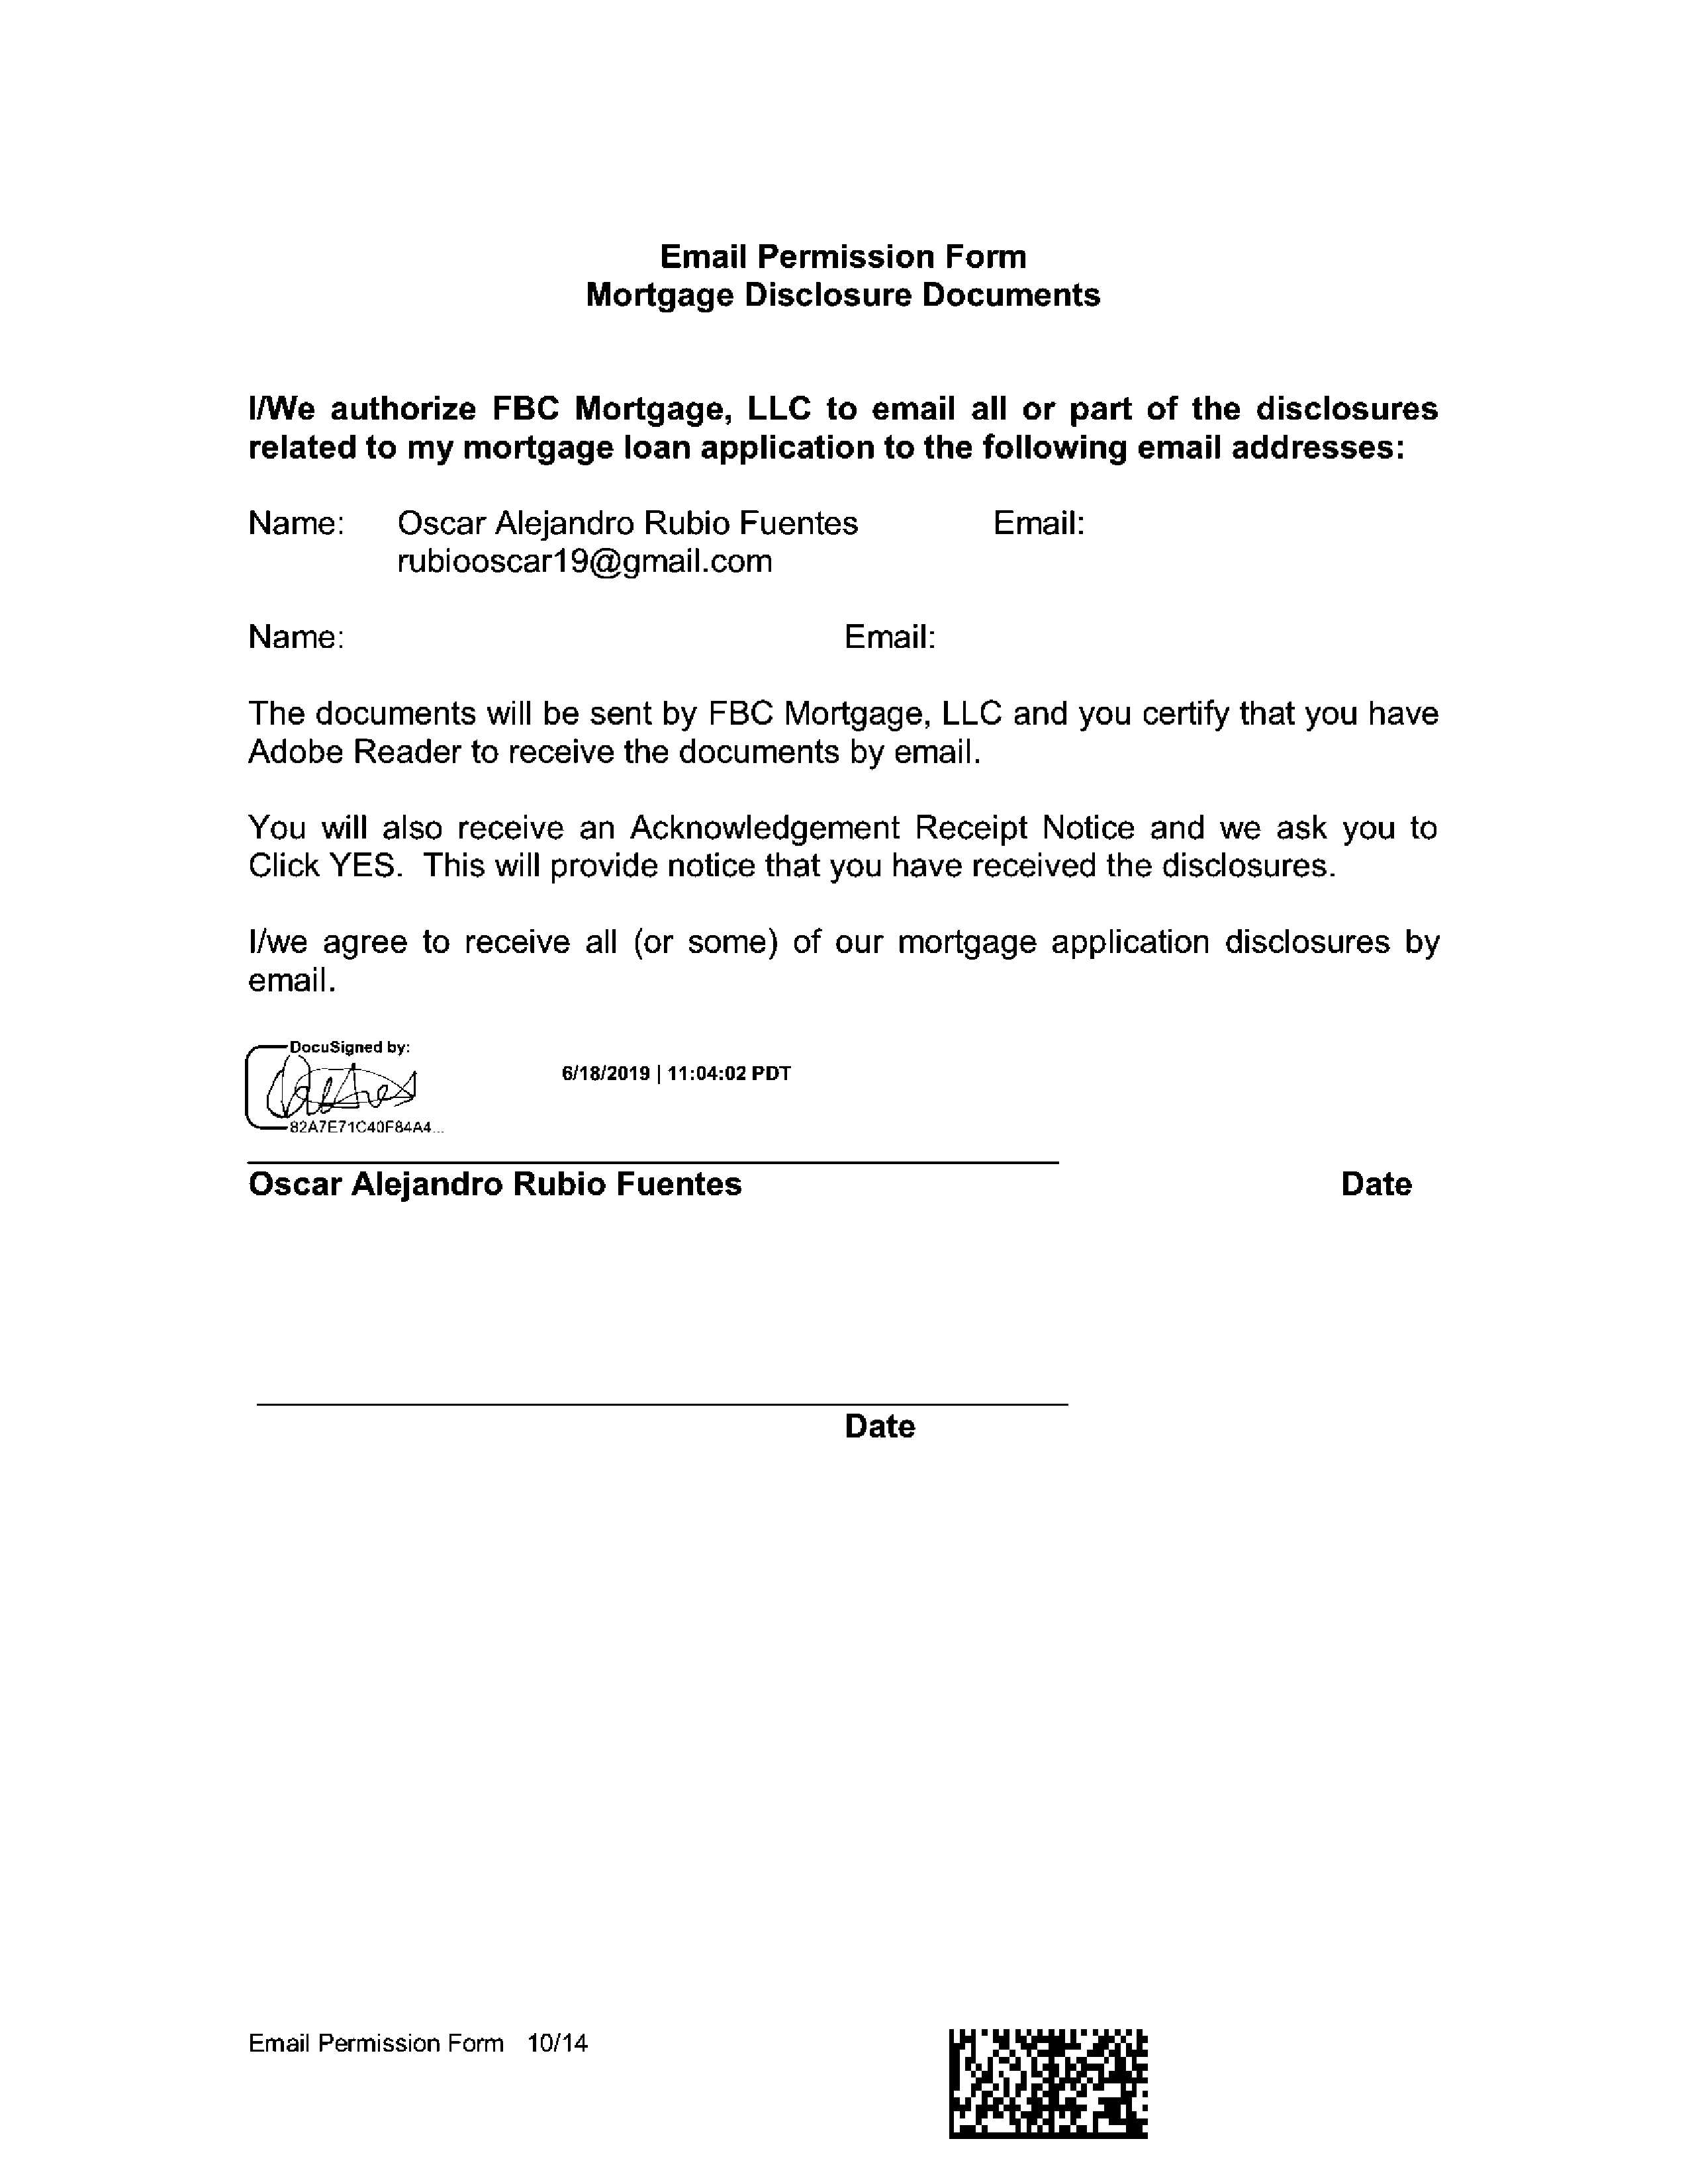 Email Permission Form
Mortgage Disclosure Documents
I/We authorize FBC Mortgage, LLC to email all or part of the disclosures
related to my mortgage loan application to the following email addresses:
Name: Oscar Alejandro Rubio Fuentes Email:
rubiooscar19@gmail.com
Name: Email:
The documents will be sent by FBC Mortgage, LLC and you certify that you have
Adobe Reader to receive the documents by email.
You will also receive an Acknowledgement Receipt Notice and we ask you to
Click YES. This will provide notice that you have received the disclosures.
I/we agree to receive all (or some) of our mortgage application disclosures by
email.
DocuSigned by:
6/18/2019 | 11:04:02 PDT
82A7E71C40F84A4...
Oscar Alejandro Rubio Fuentes Date
Date
Email Permission Form 10/14